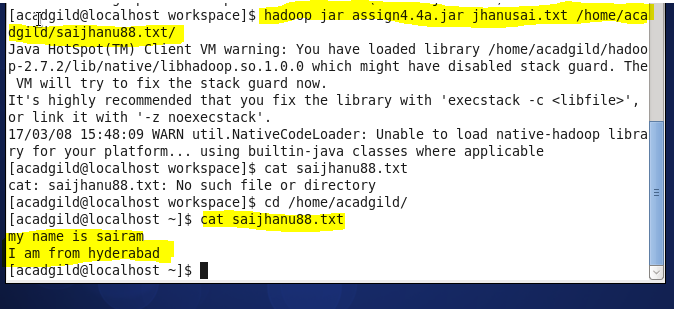 [acadgild@localhost workspace]$ hadoop jar assign4.4a.jar jhanusai.txt /home/aca
dgild/saijhanu88.txt/
Java HotSpot(TM) Client VM warning: You have loaded library /home/acadgild/hadoo
p-2.7.2/lib/native/libhadoop.so.1.0.0 which might have disabled stack guard. The
 VM will try to fix the stack guard now.
It's highly recommended that you fix the library with 'execstack -c <libfile>',
or link it with '-z noexecstack'.
17/03/08 15:48:09 WARN util.NativeCodeLoader: Unable to load native-hadoop libra
ry for your platform... using builtin-java classes where applicable
[acadgild@localhost workspace]$ cat saijhanu88.txt
cat: saijhanu88.txt: No such file or directory
[acadgild@localhost workspace]$ cd /home/acadgild/
[acadgild@localhost ~]$ cat saijhanu88.txt
my name is sairam
I am from hyderabad
[acadgild@localhost ~]$